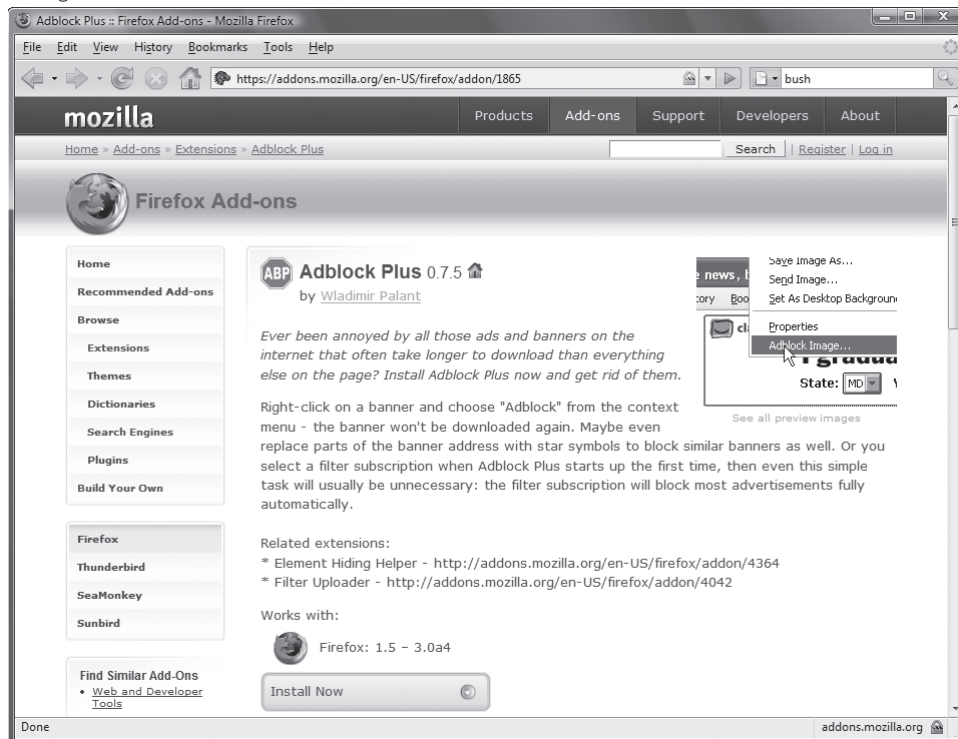 Adblock Plus :: Firefox Add-ons - Mozilla Firefox
File Edit View History Bookmarks Tools Help
https://addons.mozilla.org/en-US/firefox/addon/1865 bush
mozilla Products Add-ons Support Developers About
Home » Add-ons » Extensions » Adblock Plus Search | Register | Log in
Firefox Add-ons
Home
Recommended Add-ons
Browse
Extensions
Themes
Dictionaries
Search Engines
Plugins
Build Your Own
Firefox
Thunderbird
SeaMonkey
Sunbird
Find Similar Add-Ons
• Web and Developer
Tools
ABP Adblock Plus 0.7.5
by Wladimir Palant
Ever been annoyed by all those ads and banners on the
internet that often take longer to download than everything
else on the page? Install Adblock Plus now and get rid of them.
Right-click on a banner and choose "Adblock" from the context
menu - the banner won't be downloaded again. Maybe even
replace parts of the banner address with star symbols to block similar banners as well. Or you
select a filter subscription when Adblock Plus starts up the first time, then even this simple
task will usually be unnecessary: the filter subscription will block most advertisements fully
automatically.
Related extensions:
* Element Hiding Helper - http://addons.mozilla.org/en-US/firefox/addon/4364
* Filter Uploader - http://addons.mozilla.org/en-US/firefox/addon/4042
Works with:
Firefox: 1.5 – 3.0a4
Install Now
Save Image As...
e news, Send Image...
tory Boo Set As Desktop Backgroun
cl Properties
Adblock Image...
State: MD
See all preview images
Done addons.mozilla.org